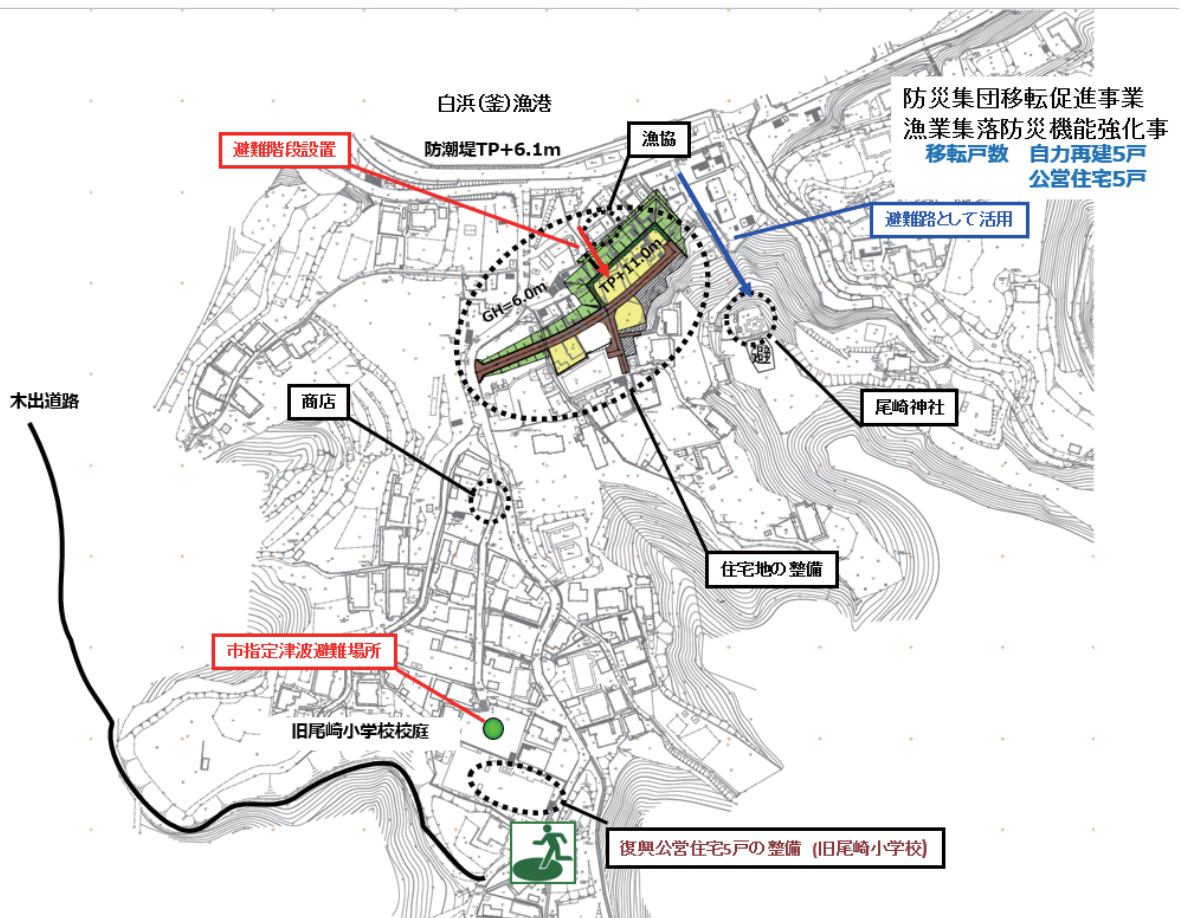 白浜(釜)漁港
防災集団移転促進事業
漁業集落防災機能強化事
移転戸数 自力再建5戸
公営住宅5戸
避難階段設置
防潮堤TP+6.1m
漁協
避難路として活用
TP+11.0m
GH=6.0m
避
木出道路
商店
尾崎神社
住宅地の整備
市指定津波避難場所
旧尾崎小学校校庭
復興公営住宅5戸の整備 (旧尾崎小学校)